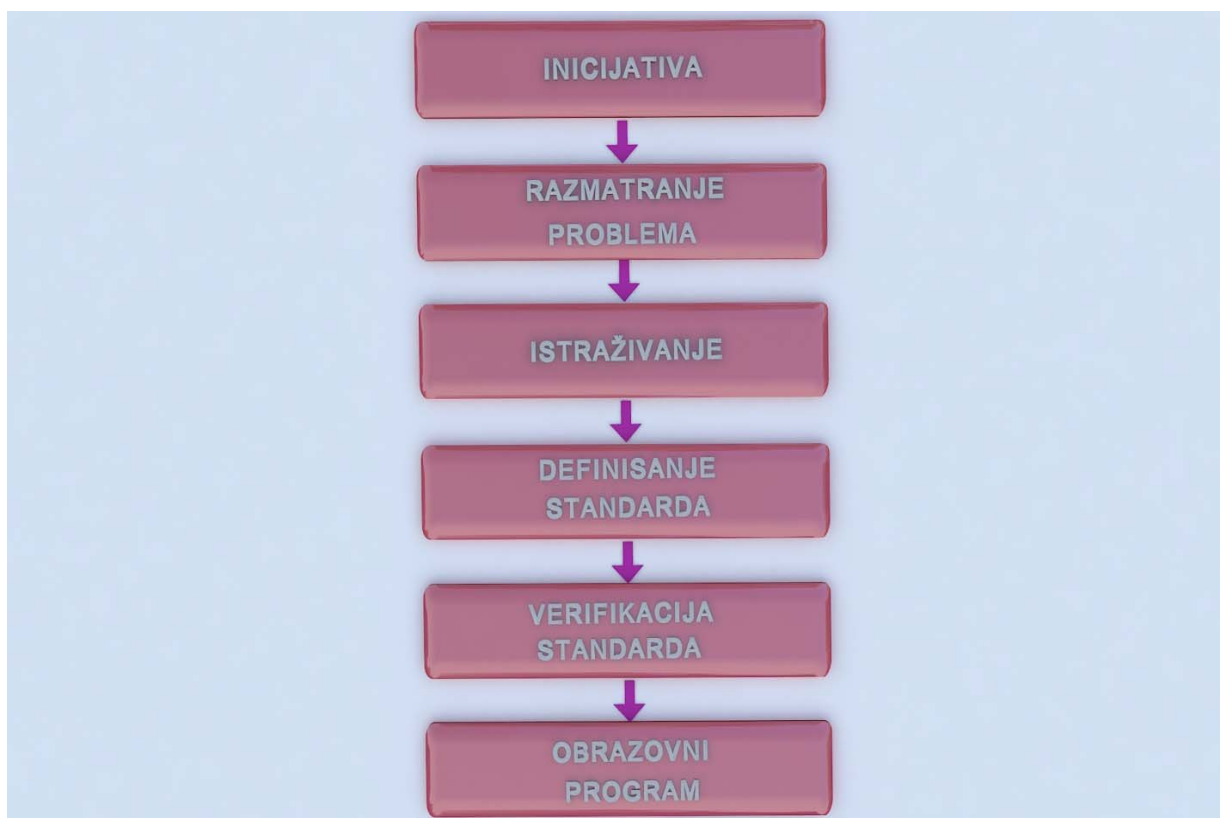 INICIJATIVA
RAZMATRANJE
PROBLEMA
ISTRAŽIVANJE
DEFINISANJE
STANDARDA
VERIFIKACIJA
STANDARDA
OBRAZOVNI
PROGRAM